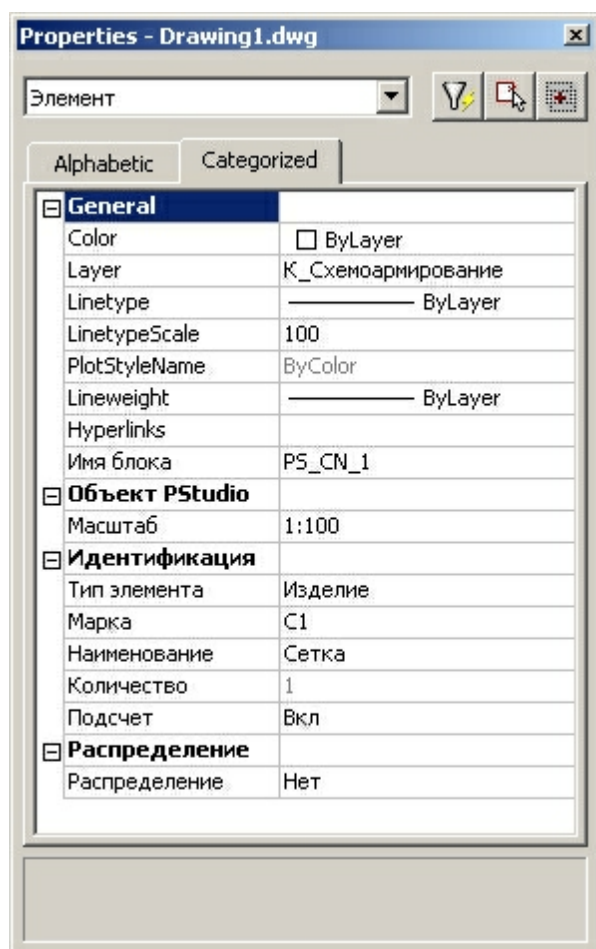 Properties - Drawing1.dwg
Элемент
Alphabetic Categorized
General
Color ByLayer
Layer К_Схемоармирование
Linetype ByLayer
LinetypeScale 100
PlotStyleName ByColor
Lineweight ByLayer
Hyperlinks
Имя блока PS_CN_1
Объект PStudio
Масштаб 1:100
Идентификация
Тип элемента Изделие
Марка С1
Наименование Сетка
Количество 1
Подсчет Вкл
Распределение
Распределение Нет